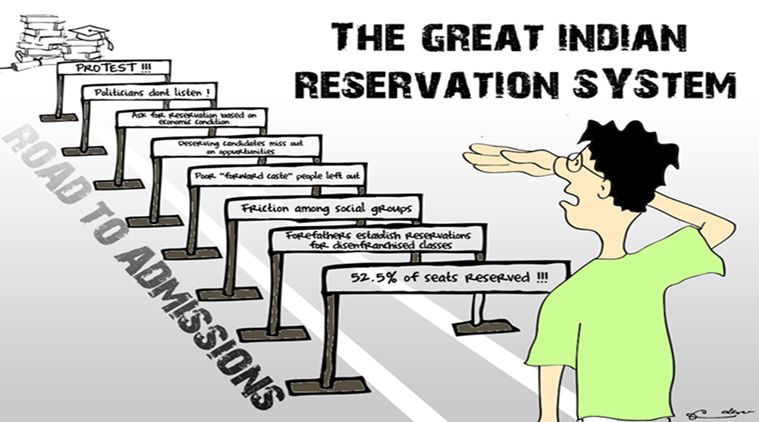 THE GREAT INDIAN
RESERVATION SYSTEM
PROTEST !!!
Politicians dont listen !
Ask for reservation based on
economic condition
Deserving candidates miss out
on oppurtunities
Poor "forward caste" people left out
Friction among social groups
Forefathers establish reservations
for disenfranchised classes
52.5% of seats reserved !!!
ROAD TO ADMISSIONS